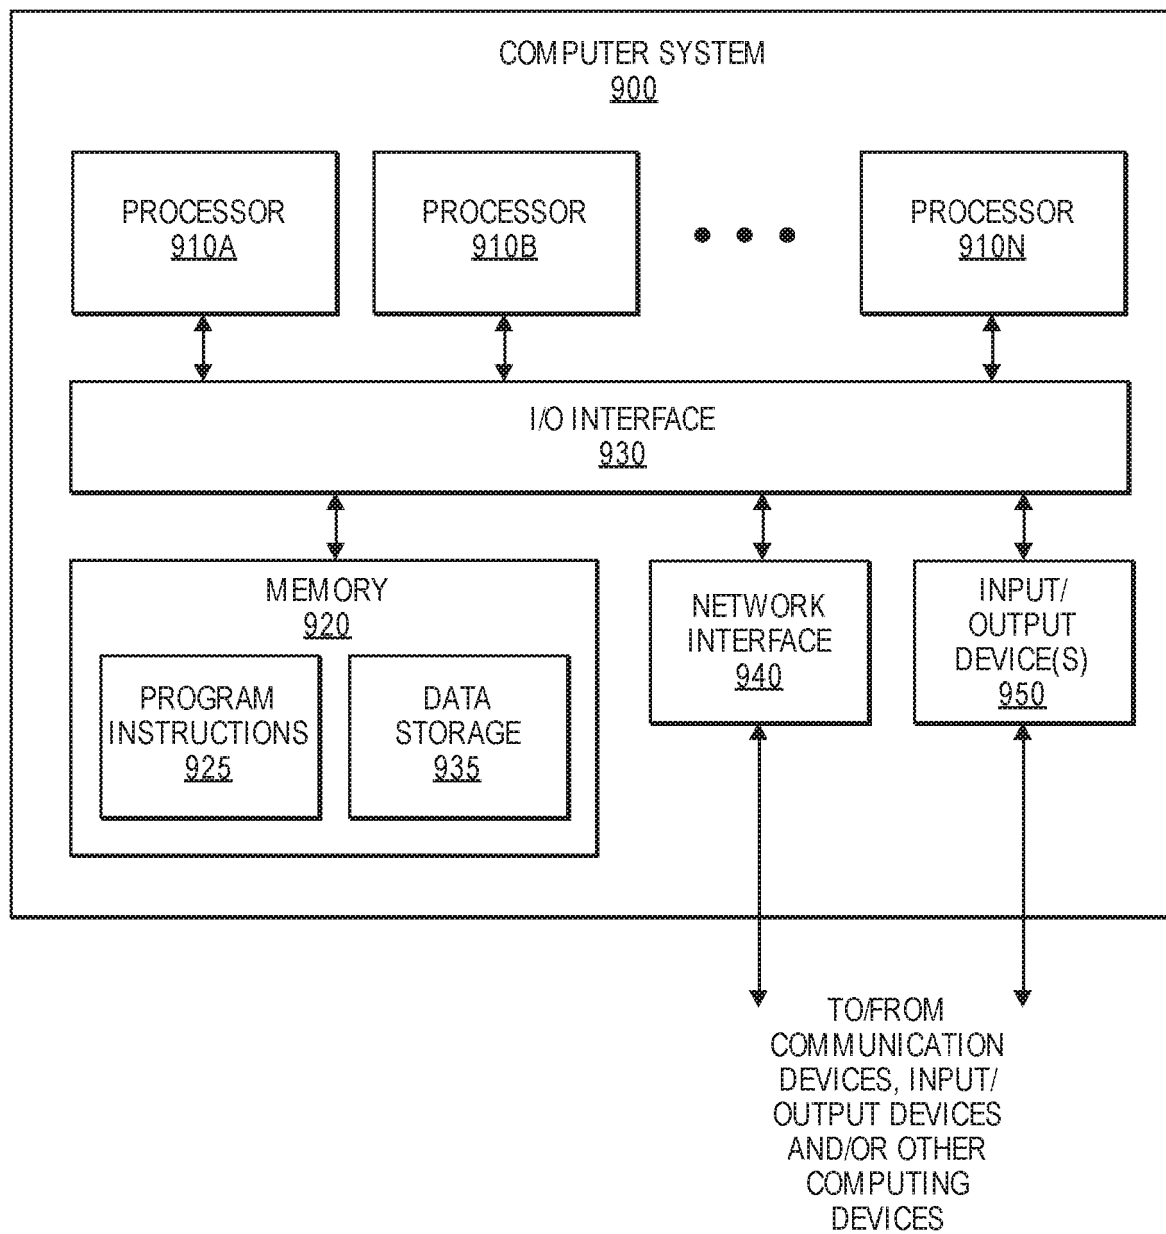 COMPUTER SYSTEM
900
PROCESSOR
910A
PROCESSOR
910B
PROCESSOR
910N
I/O INTERFACE
930
MEMORY
920
PROGRAM
INSTRUCTIONS
925
DATA
STORAGE
935
NETWORK
INTERFACE
940
INPUT/
OUTPUT
DEVICE(S)
950
TO/FROM
COMMUNICATION
DEVICES, INPUT/
OUTPUT DEVICES
AND/OR OTHER
COMPUTING
DEVICES